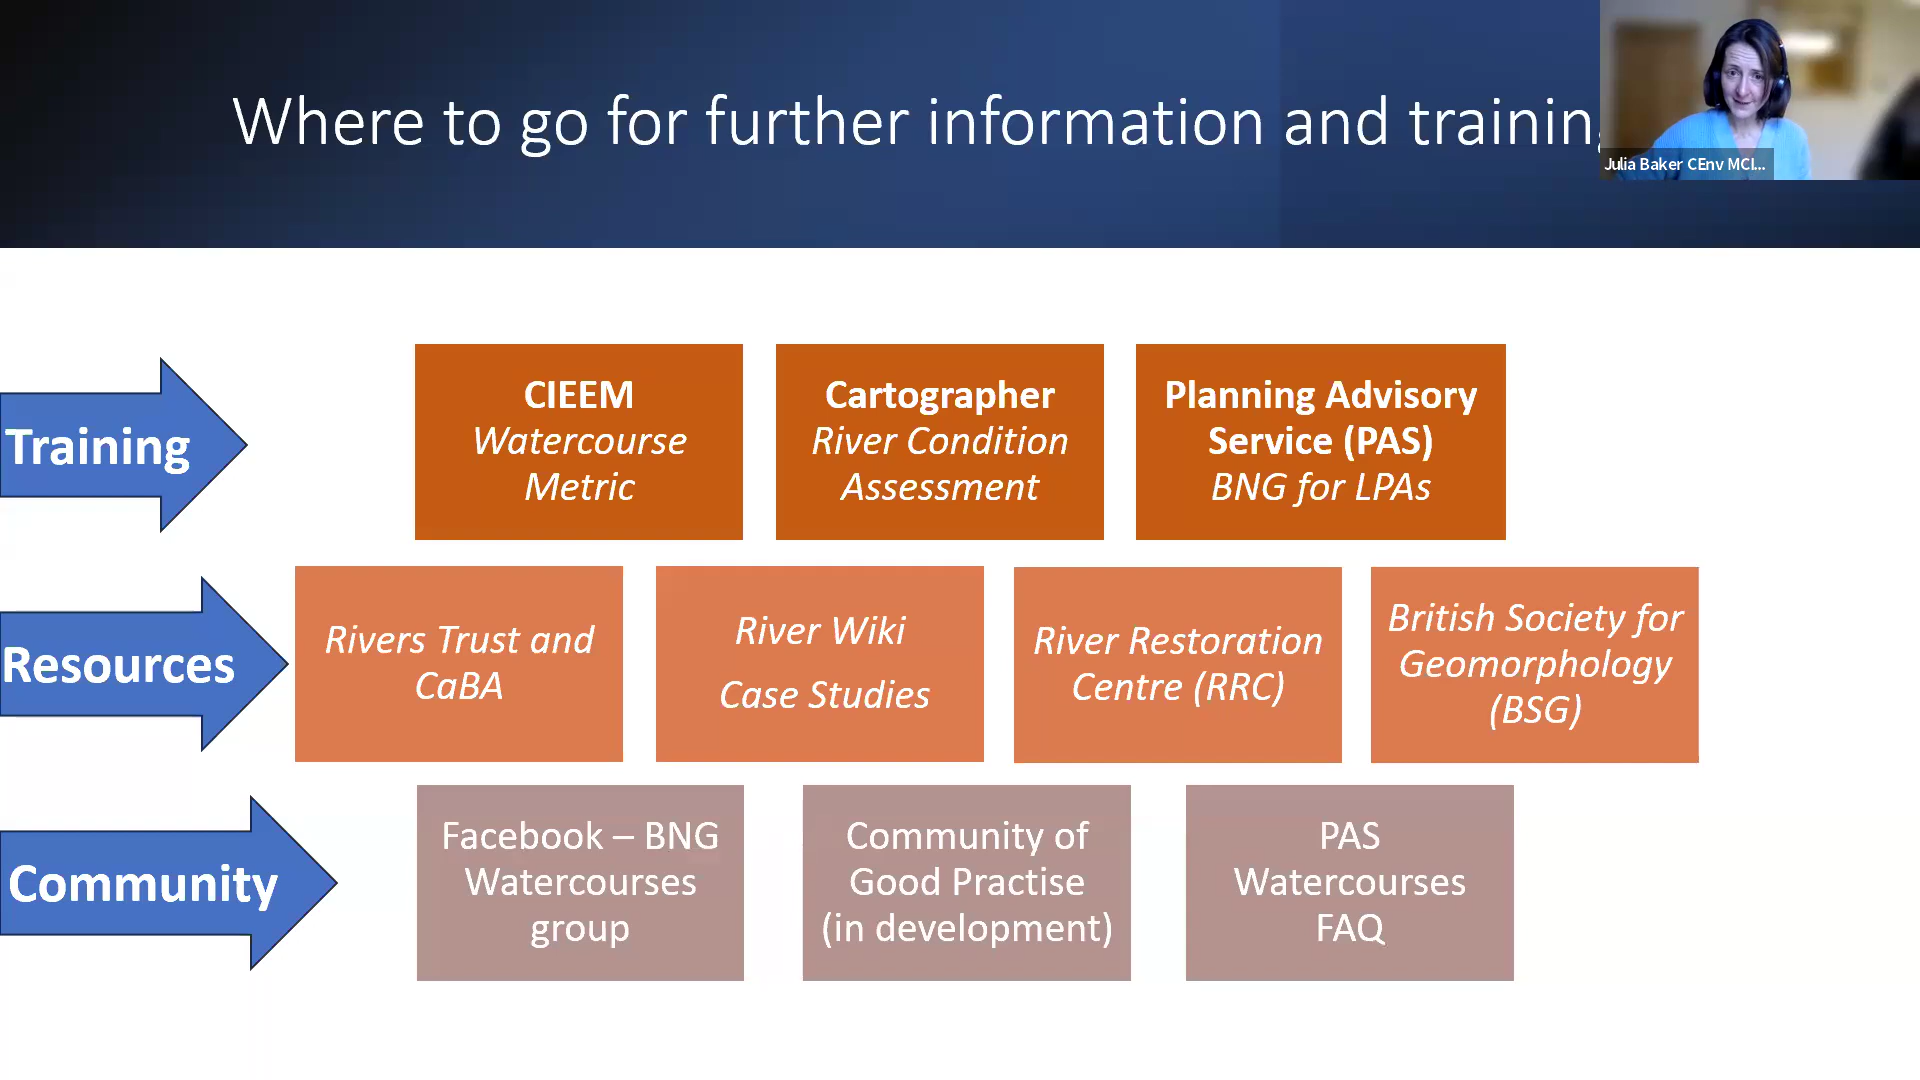 Where to go for further information and trainin
Julia Baker CEnv MCI...
Training
CIEEM
Watercourse
Metric
Cartographer
River Condition
Assessment
Planning Advisory
Service (PAS)
BNG for LPAs
Resources
Rivers Trust and
CaBA
River Wiki
Case Studies
River Restoration
Centre (RRC)
British Society for
Geomorphology
(BSG)
Community
Facebook – BNG
Watercourses
group
Community of
Good Practise
(in development)
PAS
Watercourses
FAQ